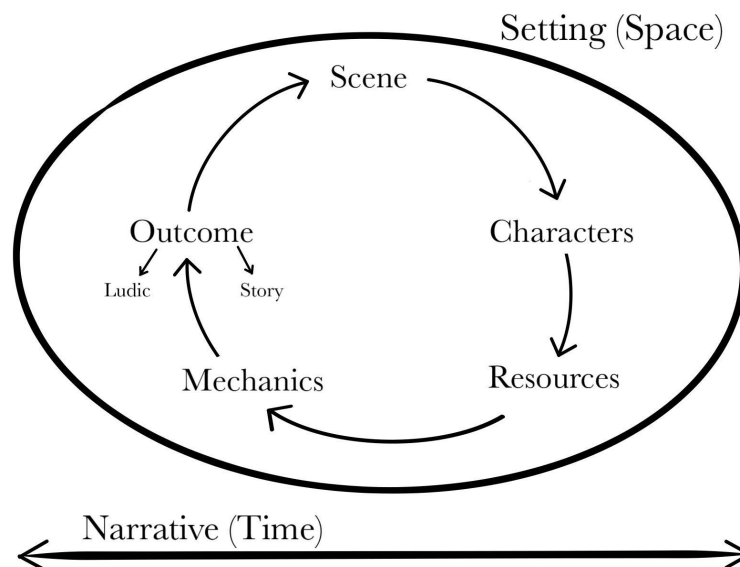 Setting (Space)
Scene
Outcome
Characters
Ludic
Story
Mechanics
Resources
Narrative (Time)